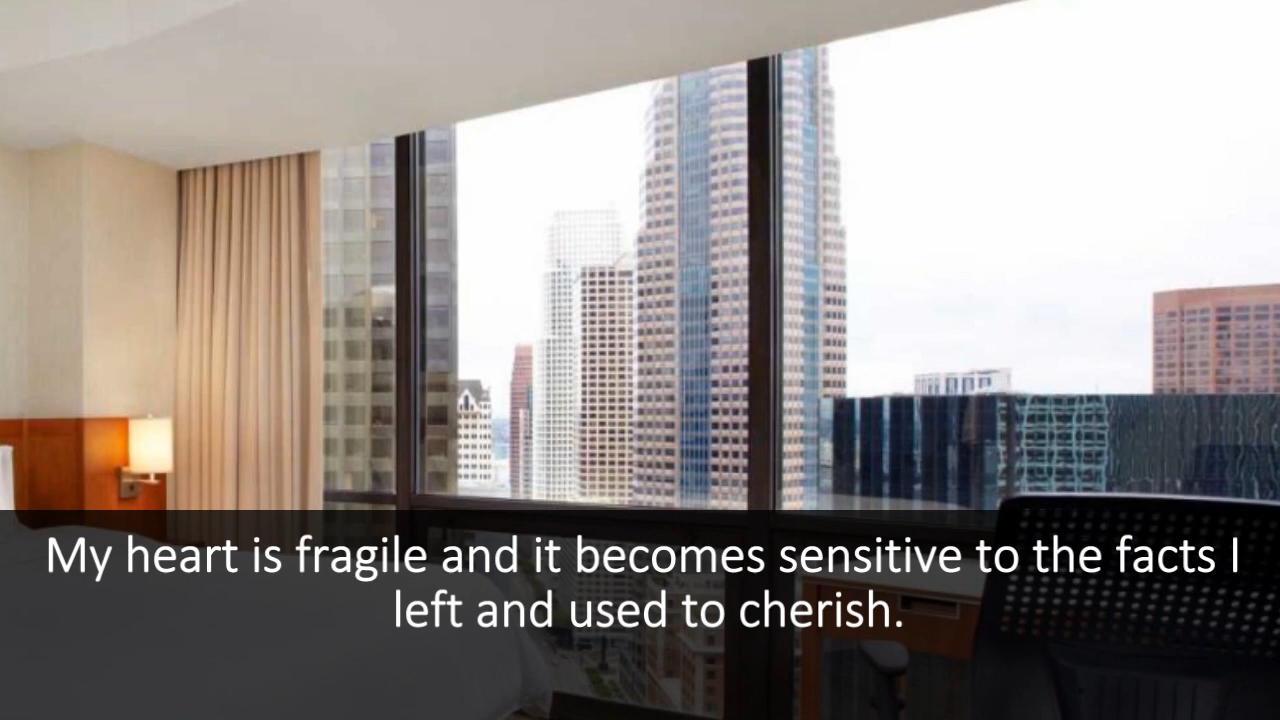 My heart is fragile and it becomes sensitive to the facts I
left and used to cherish.